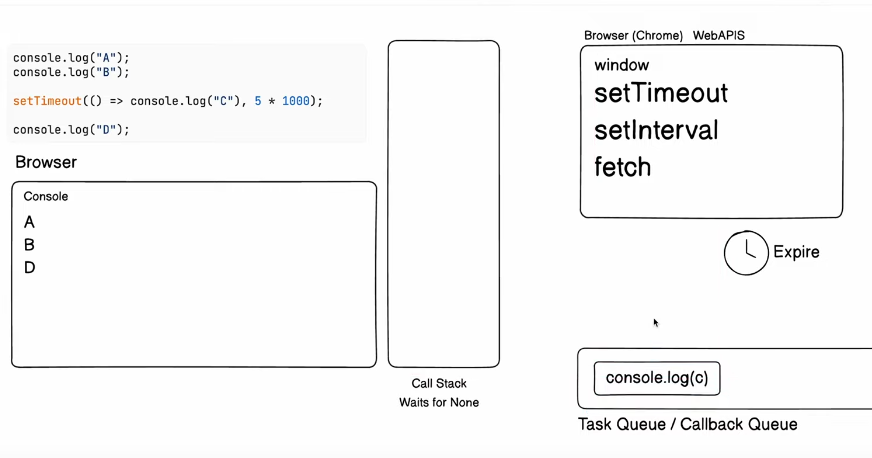 console.log("A");
console.log("B");
setTimeout(() => console.log("C"), 5 * 1000);
console.log("D");
Browser
Console
A
B
D
Call Stack
Waits for None
Browser (Chrome) WebAPIS
window
setTimeout
setInterval
fetch
Expire
console.log(c)
Task Queue / Callback Queue